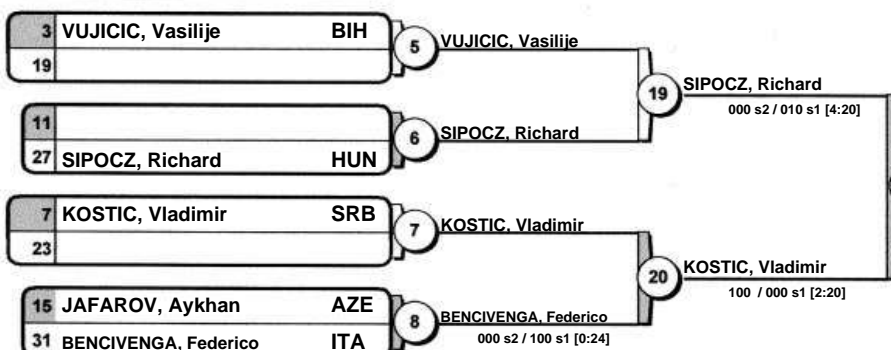 3 VUJICIC, Vasilije BIH
19
5
VUJICIC, Vasilije
11
27 SIPOCZ, Richard HUN
6
SIPOCZ, Richard
19
SIPOCZ, Richard
000 s2 / 010 s1 [4:20]
7 KOSTIC, Vladimir SRB
23
7
KOSTIC, Vladimir
15 JAFAROV, Aykhan AZE
31 BENCIVENGA, Federico ITA
8
BENCIVENGA, Federico
000 s2 / 100 s1 [0:24]
20
KOSTIC, Vladimir
100 / 000 s1 [2:20]